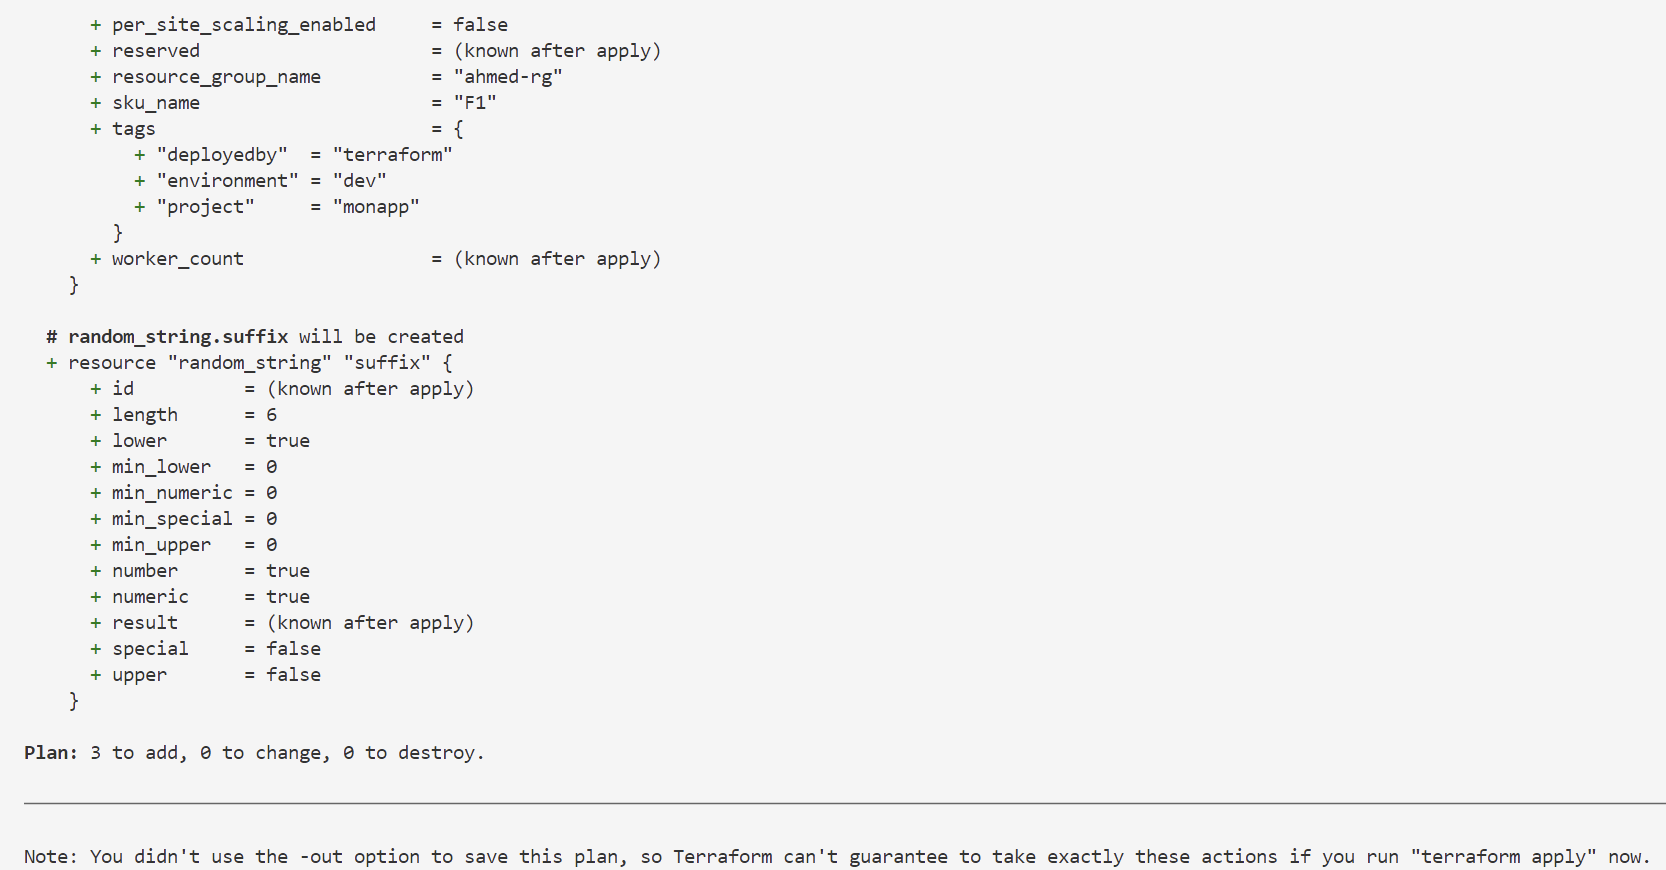 + per_site_scaling_enabled     = false
+ reserved                     = (known after apply)
+ resource_group_name          = "ahmed-rg"
+ sku_name                     = "F1"
+ tags                         = {
+ "deployedby"  = "terraform"
+ "environment" = "dev"
+ "project"     = "monapp"
}
+ worker_count                 = (known after apply)
}
# random_string.suffix will be created
+ resource "random_string" "suffix" {
+ id          = (known after apply)
+ length      = 6
+ lower       = true
+ min_lower   = 0
+ min_numeric = 0
+ min_special = 0
+ min_upper   = 0
+ number      = true
+ numeric     = true
+ result      = (known after apply)
+ special     = false
+ upper       = false
}
Plan: 3 to add, 0 to change, 0 to destroy.
Note: You didn't use the -out option to save this plan, so Terraform can't guarantee to take exactly these actions if you run "terraform apply" now.